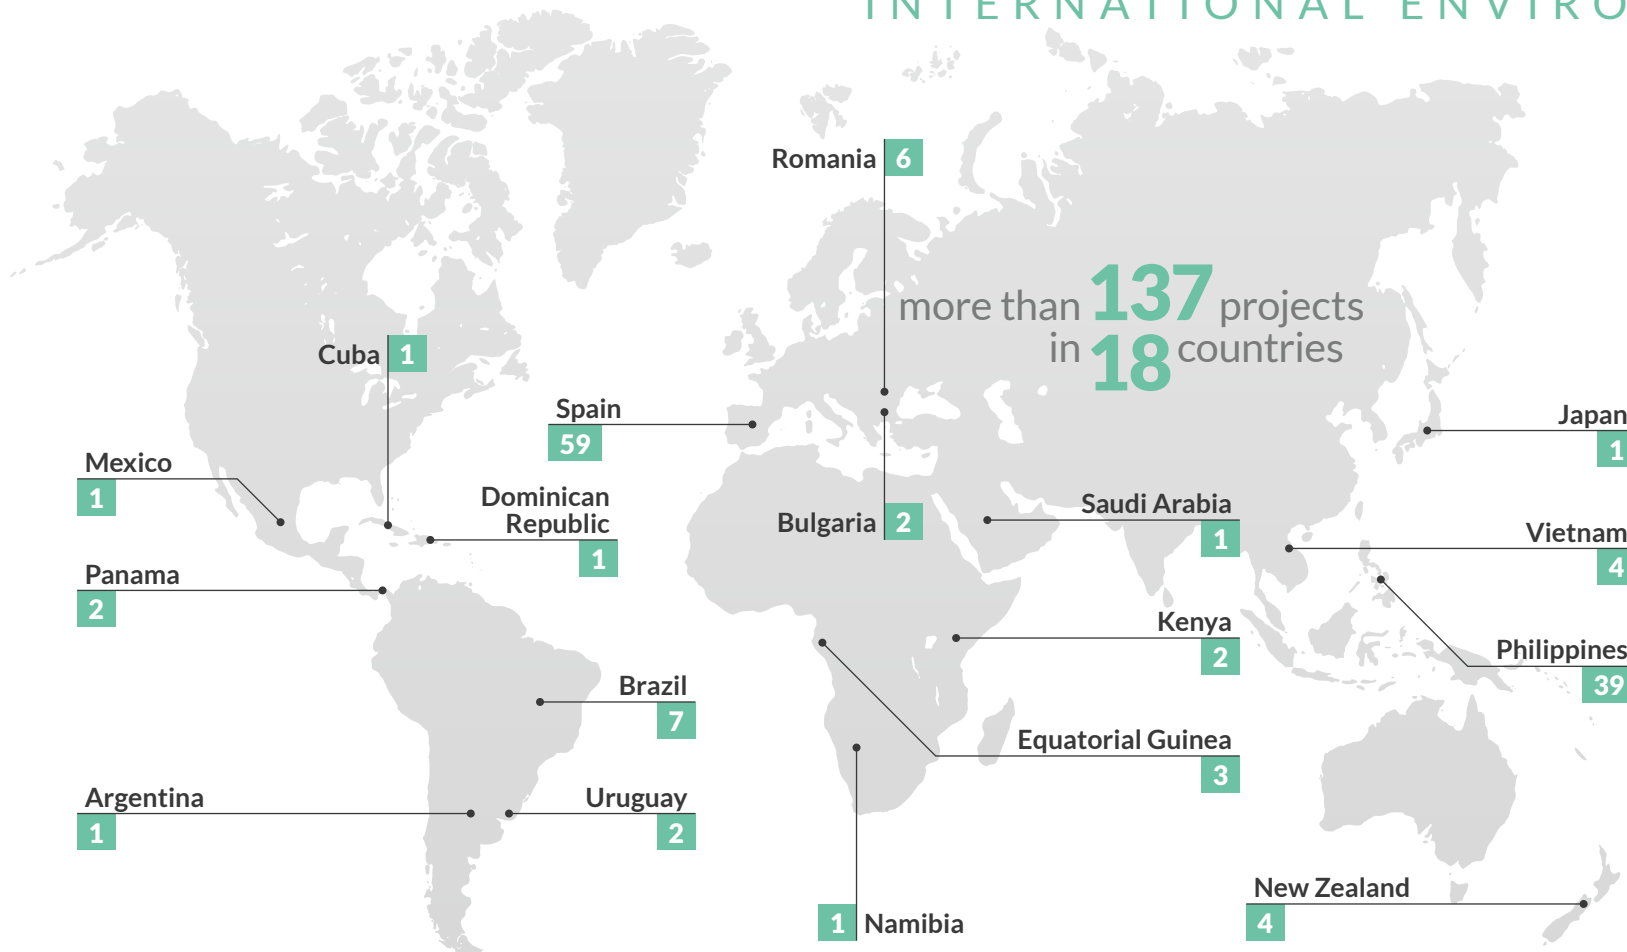 INTERNATIONAL ENVIRO
Romania 6
more than 137 projects
in 18 countries
Cuba 1
Spain
59
Japan
1
Mexico
1
Dominican
Republic
1
Bulgaria 2
Saudi Arabia
1
Vietnam
4
Panama
2
Kenya
2
Philippines
39
Brazil
7
Equatorial Guinea
3
Argentina
1
Uruguay
2
New Zealand
4
1 Namibia